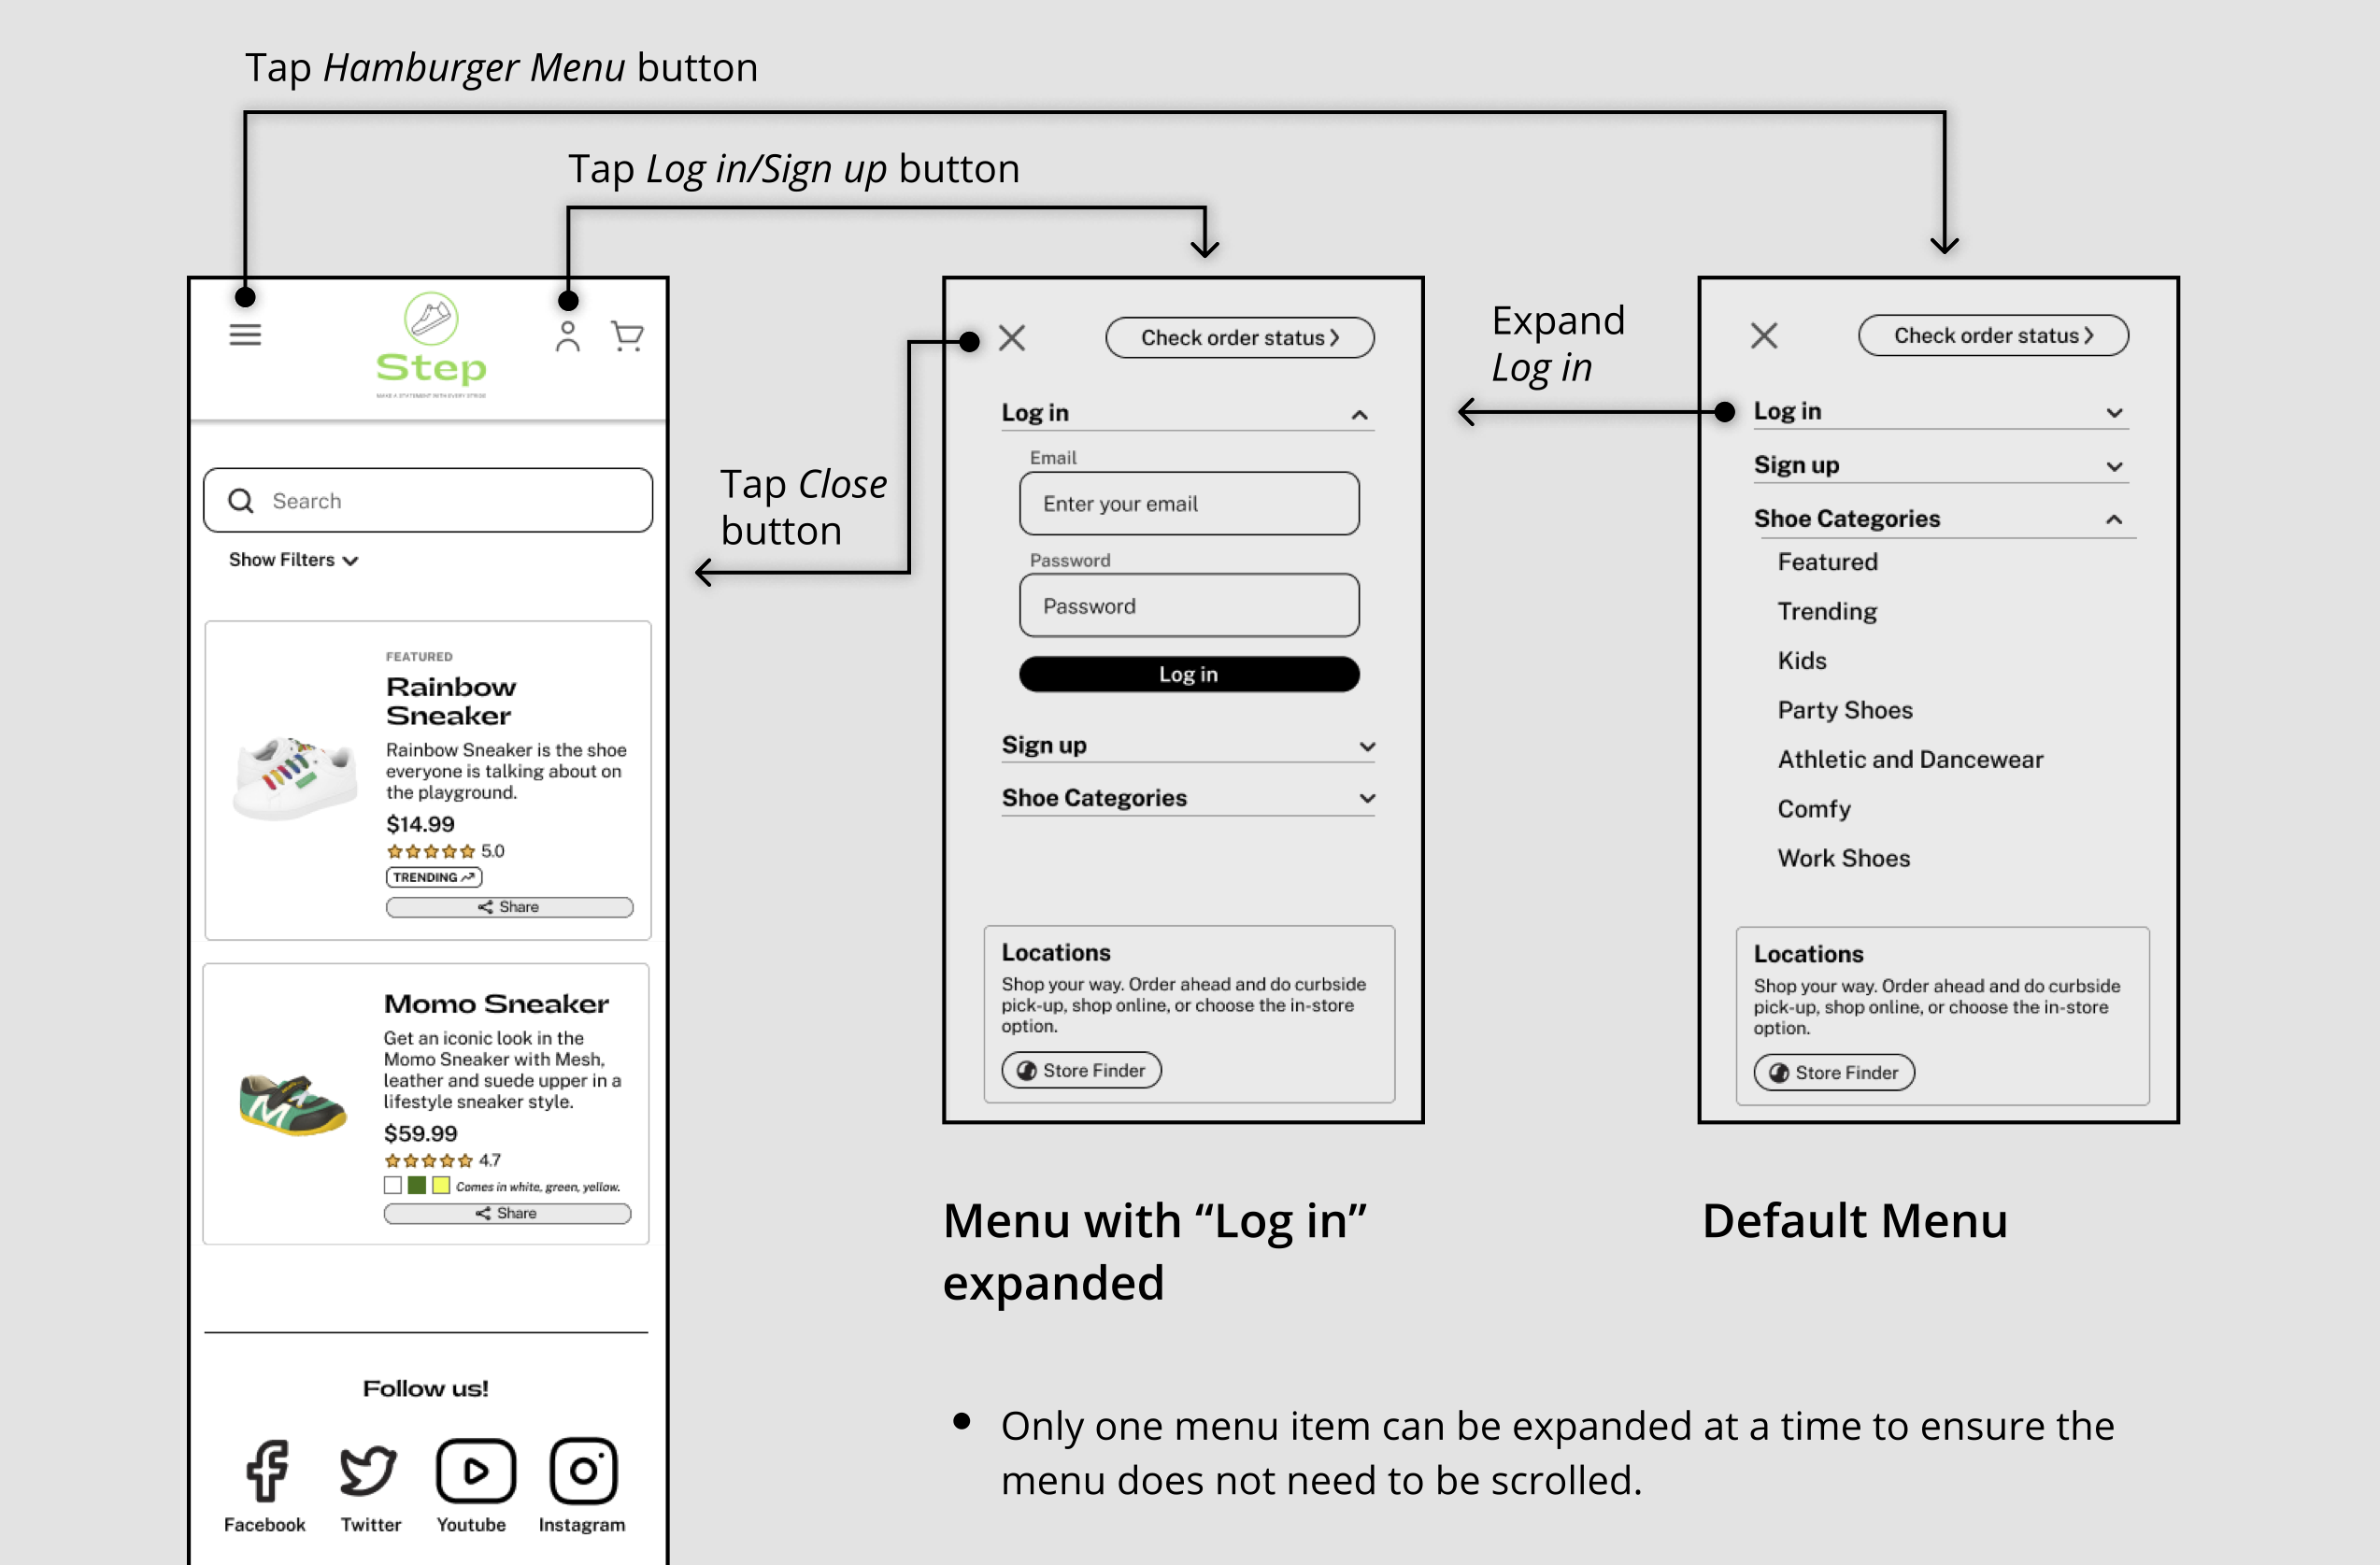 Tap Hamburger Menu button
Tap Log in/Sign up button
Step
MAKE A STATEMENT WITH EVERY STRIDE
Search
Show Filters
FEATURED
Rainbow
Sneaker
Rainbow Sneaker is the shoe
everyone is talking about on
the playground.
$14.99
5.0
TRENDING
Share
Momo Sneaker
Get an iconic look in the
Momo Sneaker with Mesh,
leather and suede upper in a
lifestyle sneaker style.
$59.99
4.7
Comes in white, green, yellow.
Share
Follow us!
Facebook
Twitter
Youtube
Instagram
Tap Close
button
Check order status
Log in
Email
Enter your email
Password
Password
Log in
Sign up
Shoe Categories
Locations
Shop your way. Order ahead and do curbside
pick-up, shop online, or choose the in-store
option.
Store Finder
Menu with “Log in”
expanded
Expand
Log in
Check order status
Log in
Sign up
Shoe Categories
Featured
Trending
Kids
Party Shoes
Athletic and Dancewear
Comfy
Work Shoes
Locations
Shop your way. Order ahead and do curbside
pick-up, shop online, or choose the in-store
option.
Store Finder
Default Menu
Only one menu item can be expanded at a time to ensure the
menu does not need to be scrolled.